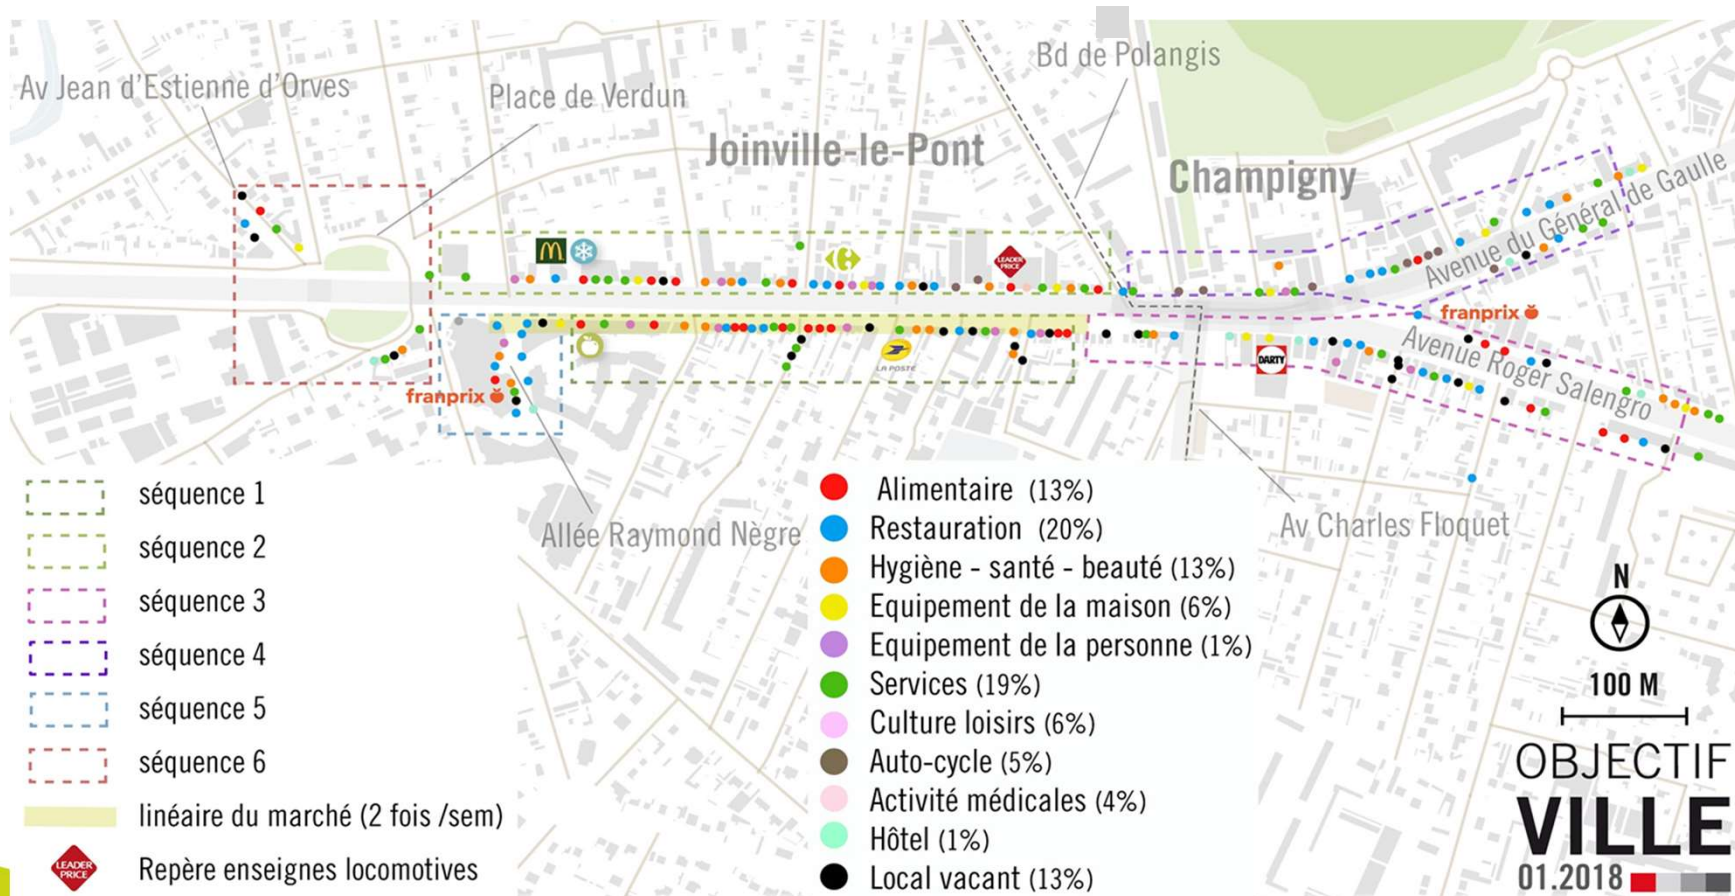 Av Jean d'Estienne d'Orves
Place de Verdun
Joinville-le-Pont
Bd de Polangis
Champigny
Avenue du Général de Gaulle
LEADER PRICE
LA POSTE
DARTY
franprix
Avenue Roger Salengro
franprix
Allée Raymond Nègre
Av Charles Floquet
séquence 1
séquence 2
séquence 3
séquence 4
séquence 5
séquence 6
linéaire du marché (2 fois /sem)
LEADER PRICE
Repère enseignes locomotives
Alimentaire (13%)
Restauration (20%)
Hygiène - santé - beauté (13%)
Equipement de la maison (6%)
Equipement de la personne (1%)
Services (19%)
Culture loisirs (6%)
Auto-cycle (5%)
Activité médicales (4%)
Hôtel (1%)
Local vacant (13%)
N
100 M
OBJECTIF
VILLE
01.2018